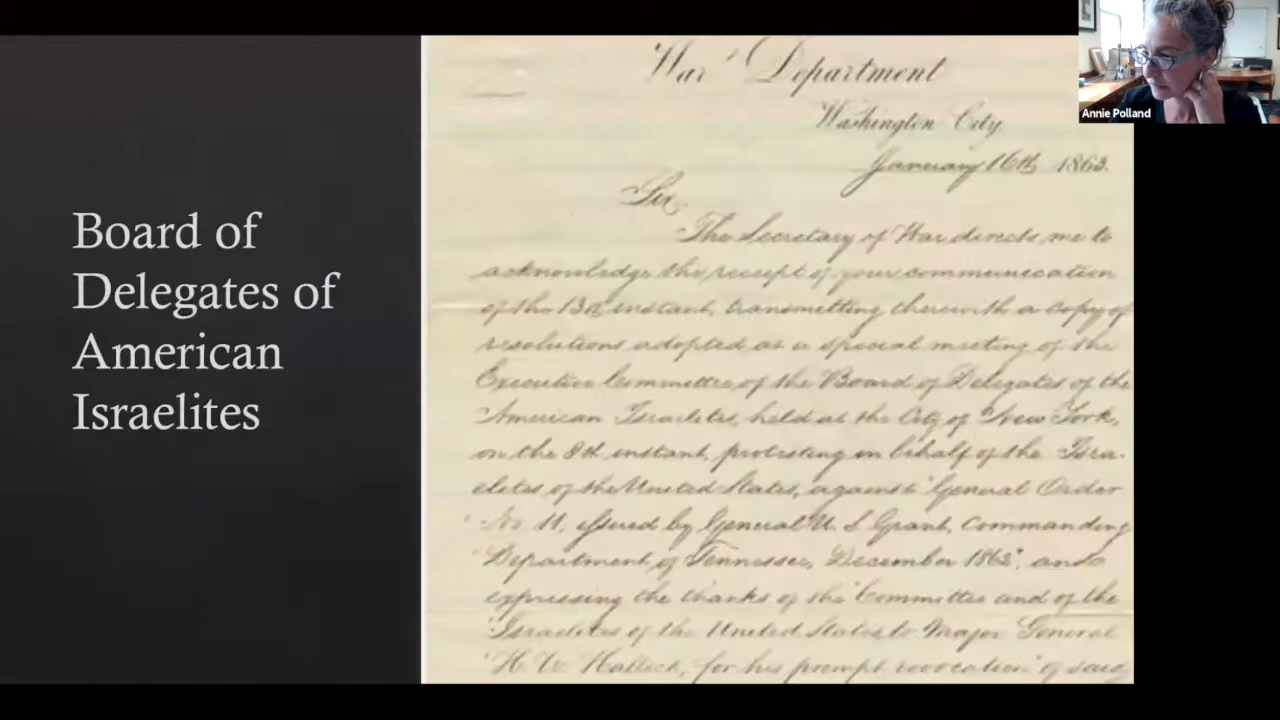 Board of
Delegates of
American
Israelites
War Department
Washington City
January 16th 1863.
Sir,
The Secretary of War directs me to
acknowledge the receipt of your communication
of the 13th instant, transmitting therewith a copy of
resolutions adopted at a special meeting of the
Executive Committee, of the Board of Delegates of the
American Israelites, held at the City of New York,
on the 8th instant, protesting in behalf of the Isra-
elites of the United States, against "General Order
No 11, issued by General U. S Grant, Commanding
Department of Tennessee, December 1862", and
expressing the thanks of the Committee and of the
Israelites of the United States to Major General
H. W. Halleck, for his prompt revocation of said
Annie Polland